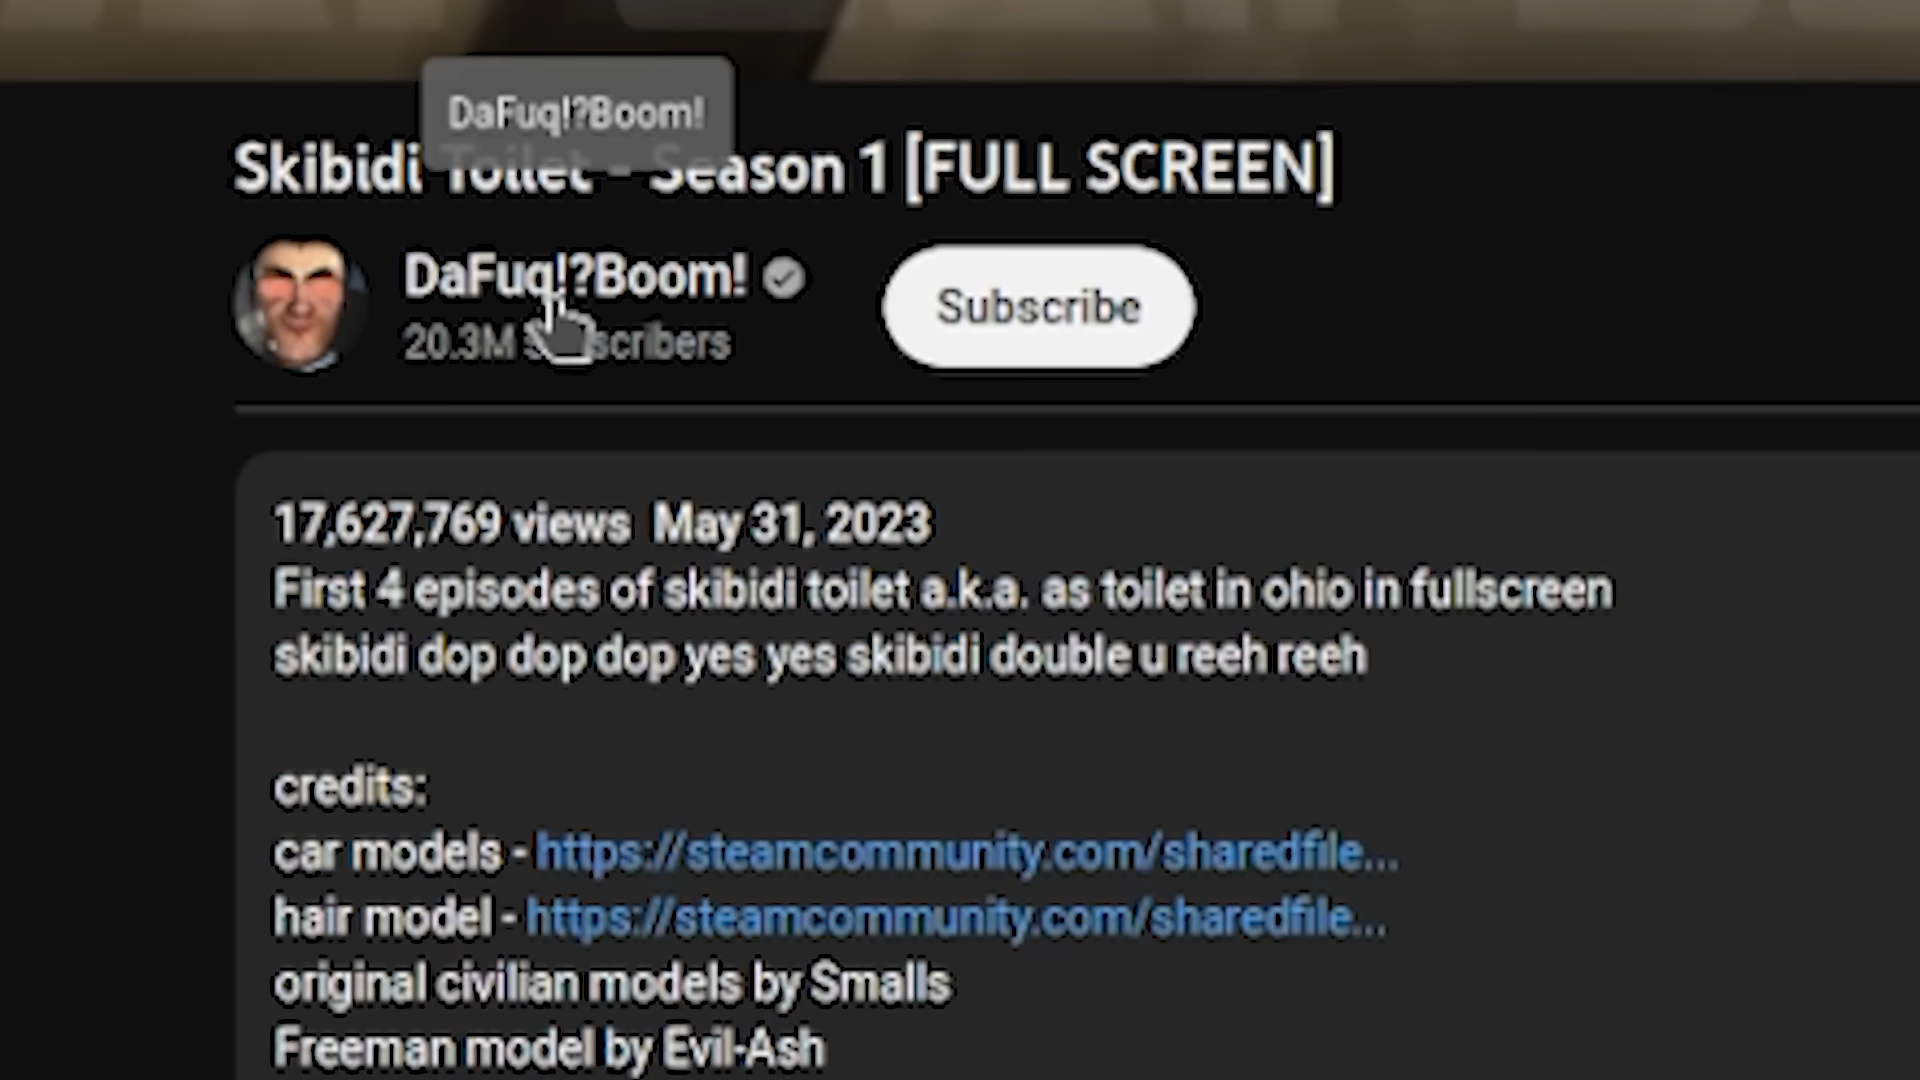 DaFuq!?Boom!
Skibidi Toilet - Season 1 [FULL SCREEN]
DaFuq!?Boom!
20.3M subscribers
Subscribe
17,627,769 views May 31, 2023
First 4 episodes of skibidi toilet a.k.a. as toilet in ohio in fullscreen
skibidi dop dop dop yes yes skibidi double u reeh reeh
credits:
car models - https://steamcommunity.com/sharedfile...
hair model - https://steamcommunity.com/sharedfile...
original civilian models by Smalls
Freeman model by Evil-Ash